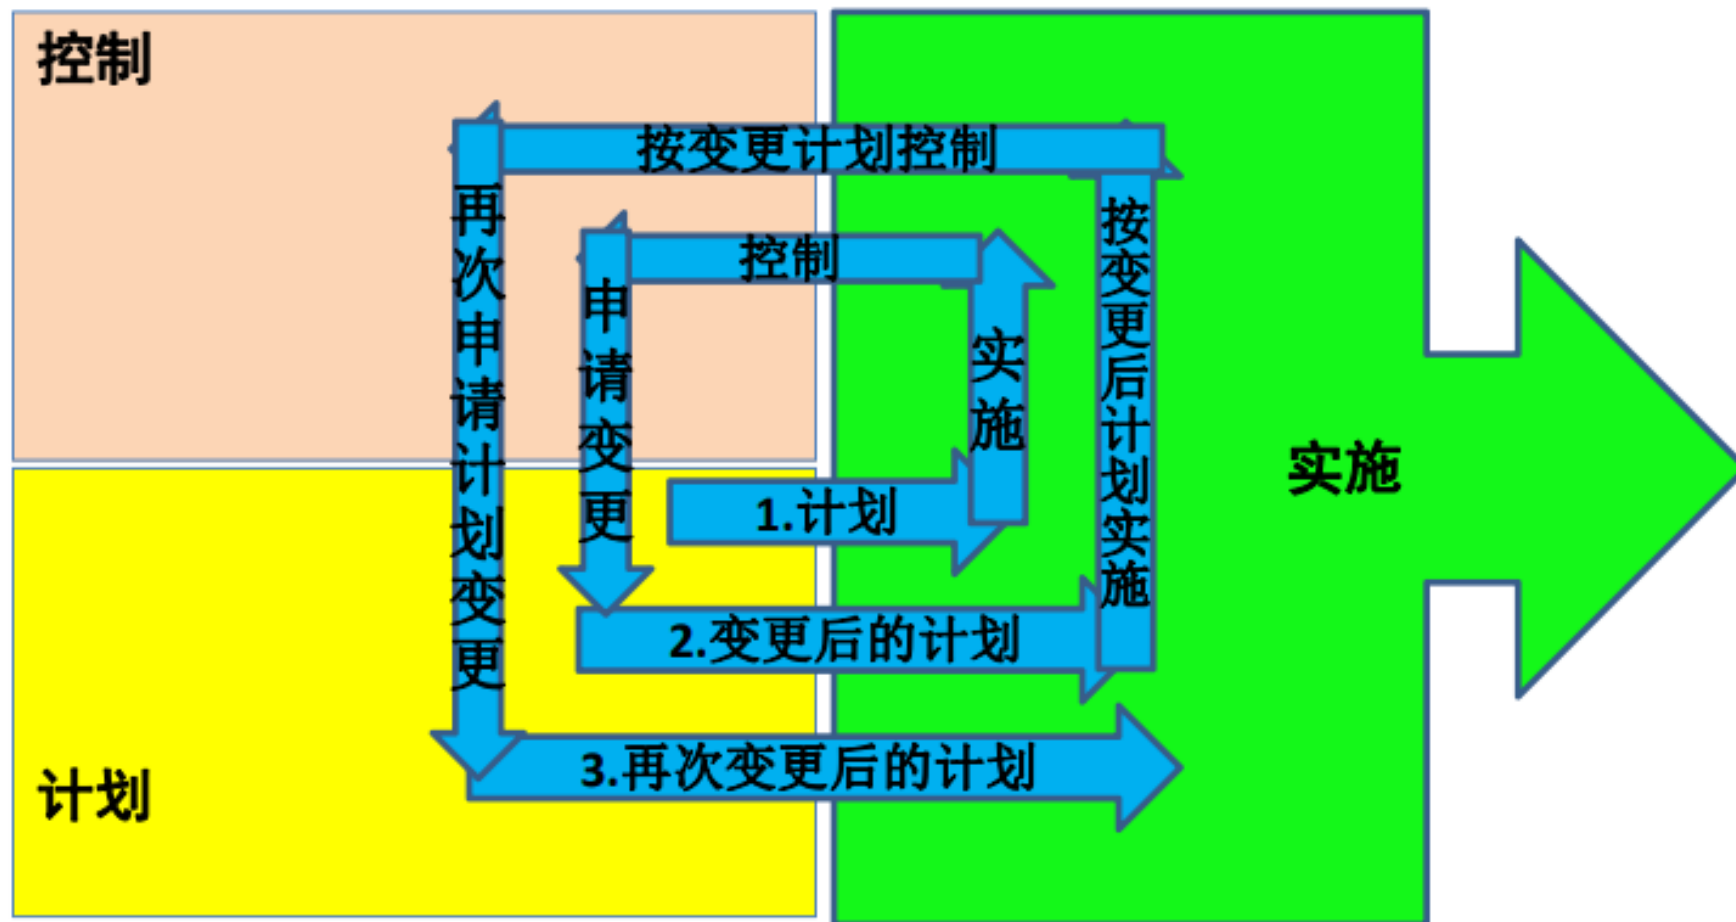 控制
按变更计划控制
再次申请计划变更
控制
申请变更
实施
按变更后计划实施
实施
1.计划
2.变更后的计划
3.再次变更后的计划
计划